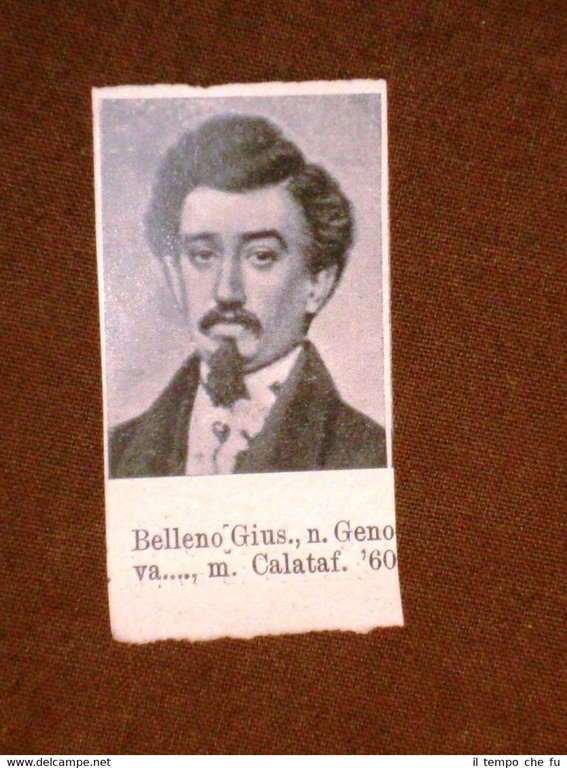 Belleno Gius., n. Geno
va...., m. Calataf. '60
www.delcampe.net
il tempo che fu